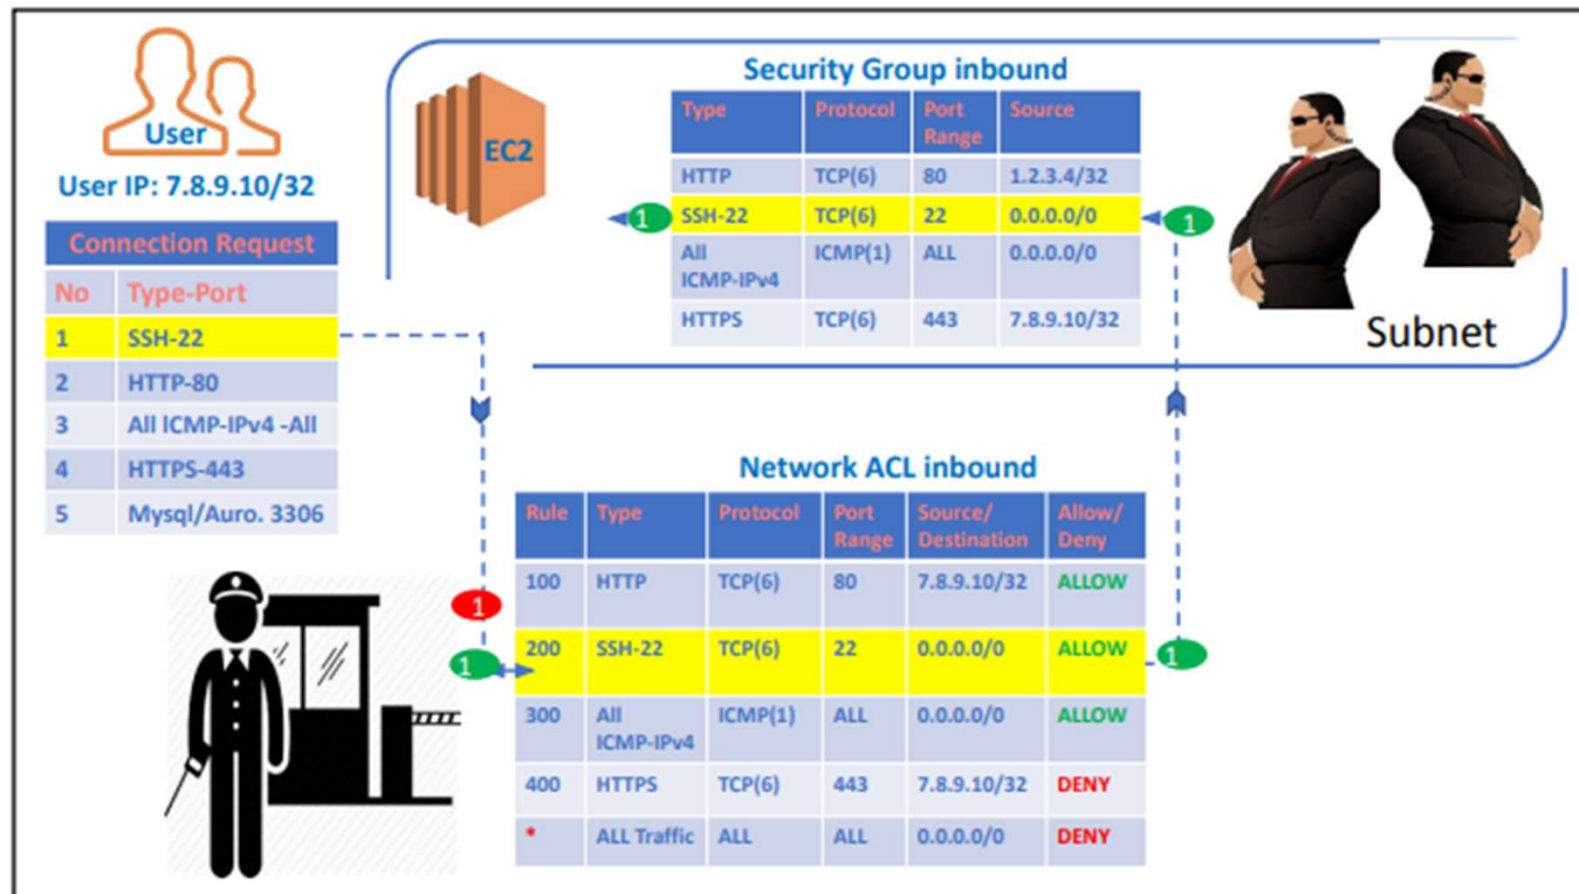 User
User IP: 7.8.9.10/32
Connection Request
No Type-Port
1 SSH-22
2 HTTP-80
3 All lCMP-IPv4 -All
4 HTTPS-443
5 Mysql/Auro. 3306
EC2
Security Group inbound
Type Protocol Port Range Source
HTTP TCP(6) 80 1.2.3.4/32
1 SSH-22 TCP(6) 22 0.0.0.0/0 1
All ICMP-IPv4 ICMP(1) ALL 0.0.0.0/0
HTTPS TCP(6) 443 7.8.9.10/32
Subnet
Network ACL inbound
Rule Type Protocol Port Range Source/ Destination Allow/ Deny
100 HTTP TCP(6) 80 7.8.9.10/32 ALLOW
1
1 200 SSH-22 TCP(6) 22 0.0.0.0/0 ALLOW 1
300 All ICMP-IPv4 ICMP(1) ALL 0.0.0.0/0 ALLOW
400 HTTPS TCP(6) 443 7.8.9.10/32 DENY
* ALL Traffic ALL ALL 0.0.0.0/0 DENY